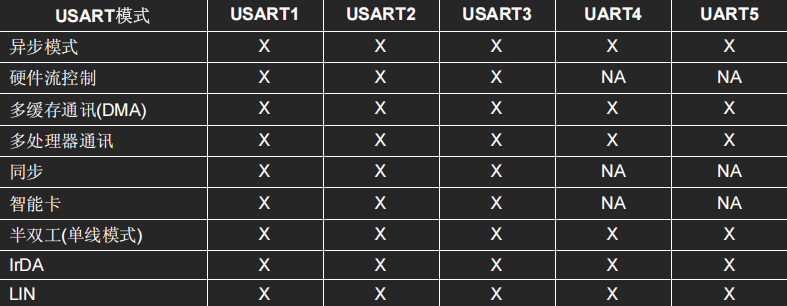 USART模式 USART1 USART2 USART3 UART4 UART5
异步模式 X X X X X
硬件流控制 X X X NA NA
多缓存通讯(DMA) X X X X X
多处理器通讯 X X X X X
同步 X X X NA NA
智能卡 X X X NA NA
半双工(单线模式) X X X X X
IrDA X X X X X
LIN X X X X X